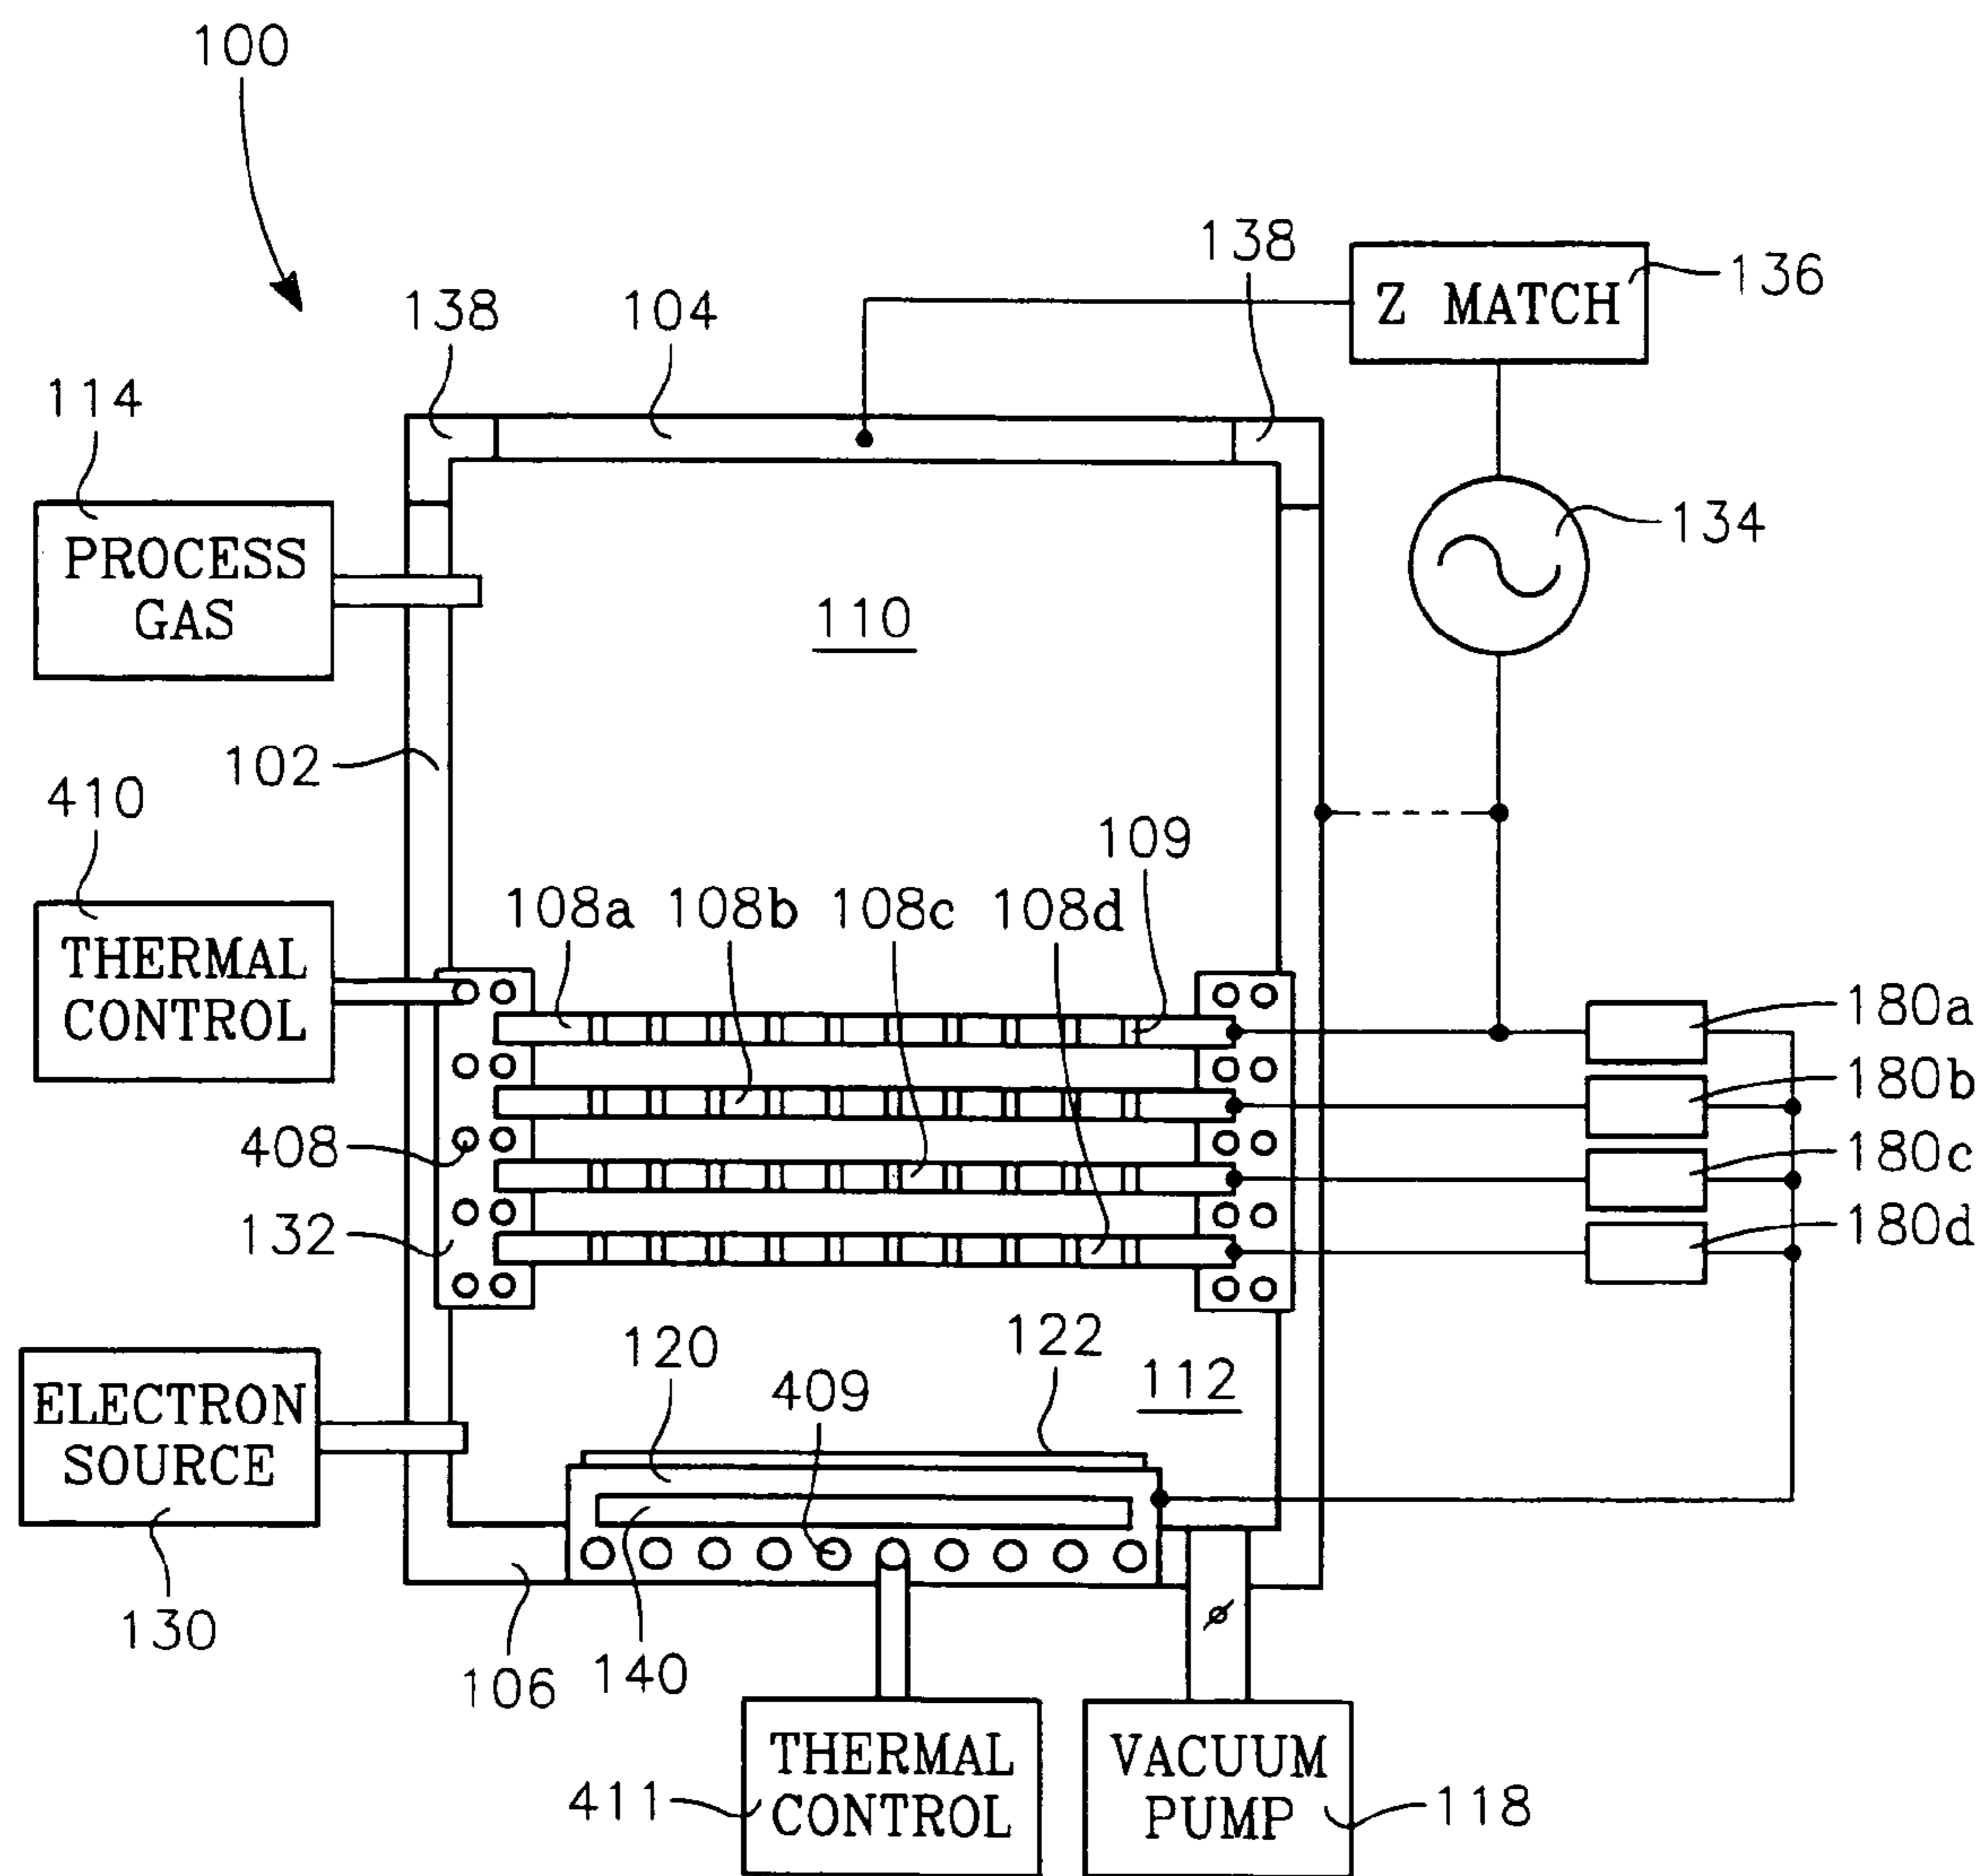 100
138
104
138
Z MATCH
136
114
PROCESS
GAS
134
110
102
410
109
108a 108b 108c 108d
THERMAL
CONTROL
180a
180b
408
180c
132
180d
120
122
409
112
ELECTRON
SOURCE
130
106
140
THERMAL
CONTROL
411
VACUUM
PUMP
118